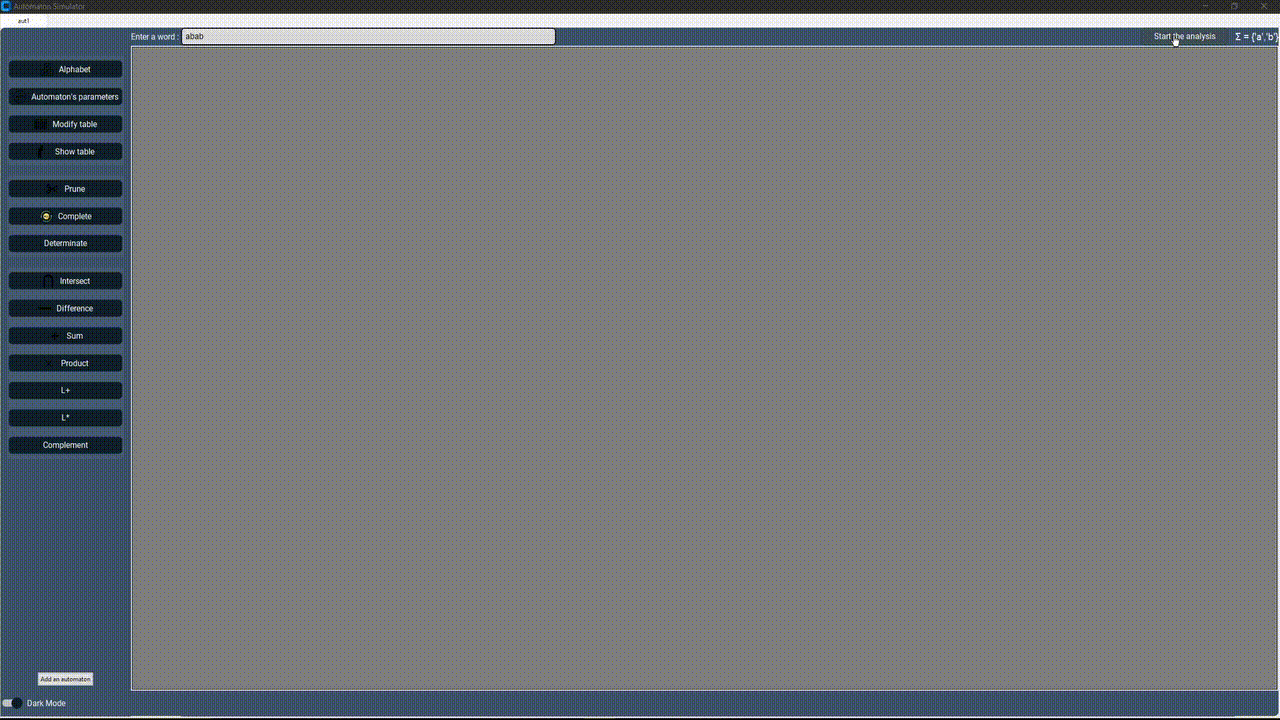 Automaton Simulator
aut1
Enter a word : abab
Start the analysis
Σ = {'a','b'}
Alphabet
Automaton's parameters
Modify table
Show table
Prune
Complete
Determinate
Intersect
Difference
Sum
Product
L+
L*
Complement
Add an automaton
Dark Mode